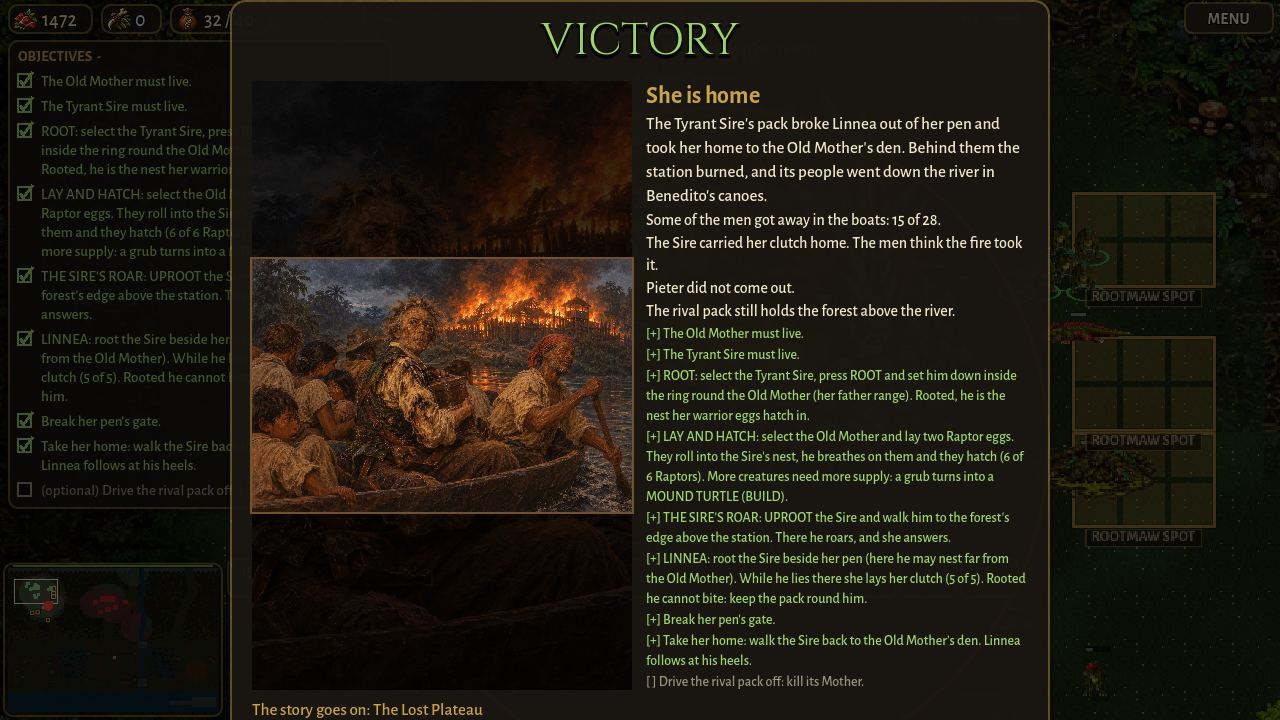 1472
0
32 /
MENU
VICTORY
OBJECTIVES -
The Old Mother must live.
The Tyrant Sire must live.
ROOT: select the Tyrant Sire, press
inside the ring round the Old Mo
Rooted, he is the nest her warrior
LAY AND HATCH: select the Old M
Raptor eggs. They roll into the Sir
them and they hatch (6 of 6 Rapt
more supply: a grub turns into a
THE SIRE'S ROAR: UPROOT the S
forest's edge above the station. T
answers.
LINNEA: root the Sire beside her
from the Old Mother). While he l
clutch (5 of 5). Rooted he cannot
him.
Break her pen's gate.
Take her home: walk the Sire bac
Linnea follows at his heels.
(optional) Drive the rival pack of
She is home
The Tyrant Sire's pack broke Linnea out of her pen and
took her home to the Old Mother's den. Behind them the
station burned, and its people went down the river in
Benedito's canoes.
Some of the men got away in the boats: 15 of 28.
The Sire carried her clutch home. The men think the fire took
it.
Pieter did not come out.
The rival pack still holds the forest above the river.
[+] The Old Mother must live.
[+] The Tyrant Sire must live.
[+] ROOT: select the Tyrant Sire, press ROOT and set him down inside
the ring round the Old Mother (her father range). Rooted, he is the
nest her warrior eggs hatch in.
[+] LAY AND HATCH: select the Old Mother and lay two Raptor eggs.
They roll into the Sire's nest, he breathes on them and they hatch (6 of
6 Raptors). More creatures need more supply: a grub turns into a
MOUND TURTLE (BUILD).
[+] THE SIRE'S ROAR: UPROOT the Sire and walk him to the forest's
edge above the station. There he roars, and she answers.
[+] LINNEA: root the Sire beside her pen (here he may nest far from
the Old Mother). While he lies there she lays her clutch (5 of 5). Rooted
he cannot bite: keep the pack round him.
[+] Break her pen's gate.
[+] Take her home: walk the Sire back to the Old Mother's den. Linnea
follows at his heels.
[ ] Drive the rival pack off: kill its Mother.
The story goes on: The Lost Plateau
ROOTMAW SPOT
ROOTMAW SPOT
ROOTMAW SPOT